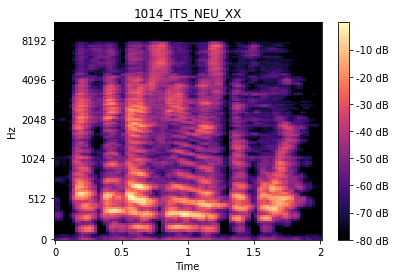 1014_ITS_NEU_XX
8192
4096
2048
1024
512
0
Hz
0
0.5
1
1.5
2
Time
-10 dB
-20 dB
-30 dB
-40 dB
-50 dB
-60 dB
-70 dB
-80 dB